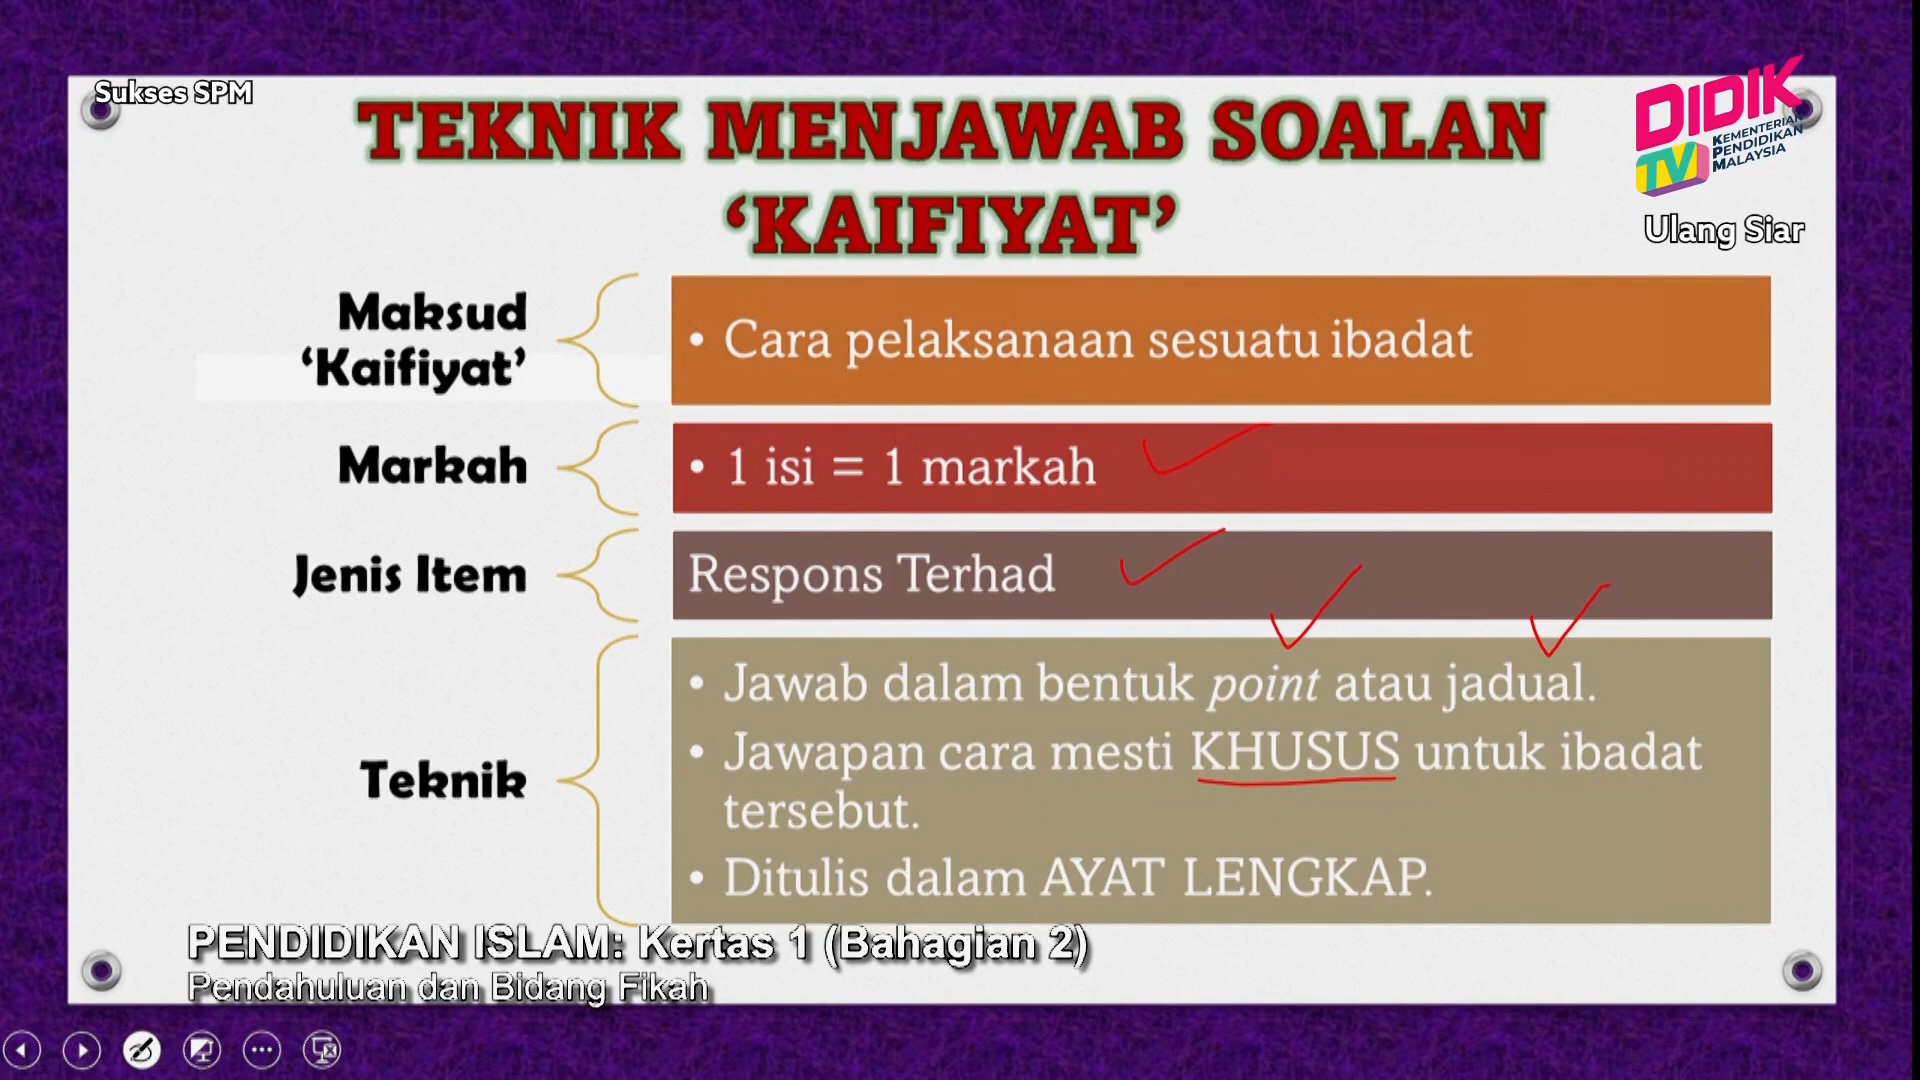 Sukses SPM
TEKNIK MENJAWAB SOALAN
‘KAIFIYAT’
DIDIK
TV
KEMENTERIAN
PENDIDIKAN
MALAYSIA
Ulang Siar
Maksud
‘Kaifiyat’
• Cara pelaksanaan sesuatu ibadat
Markah
• 1 isi = 1 markah
Jenis Item
Respons Terhad
Teknik
• Jawab dalam bentuk point atau jadual.
• Jawapan cara mesti KHUSUS untuk ibadat
tersebut.
• Ditulis dalam AYAT LENGKAP.
PENDIDIKAN ISLAM: Kertas 1 (Bahagian 2)
Pendahuluan dan Bidang Fikah